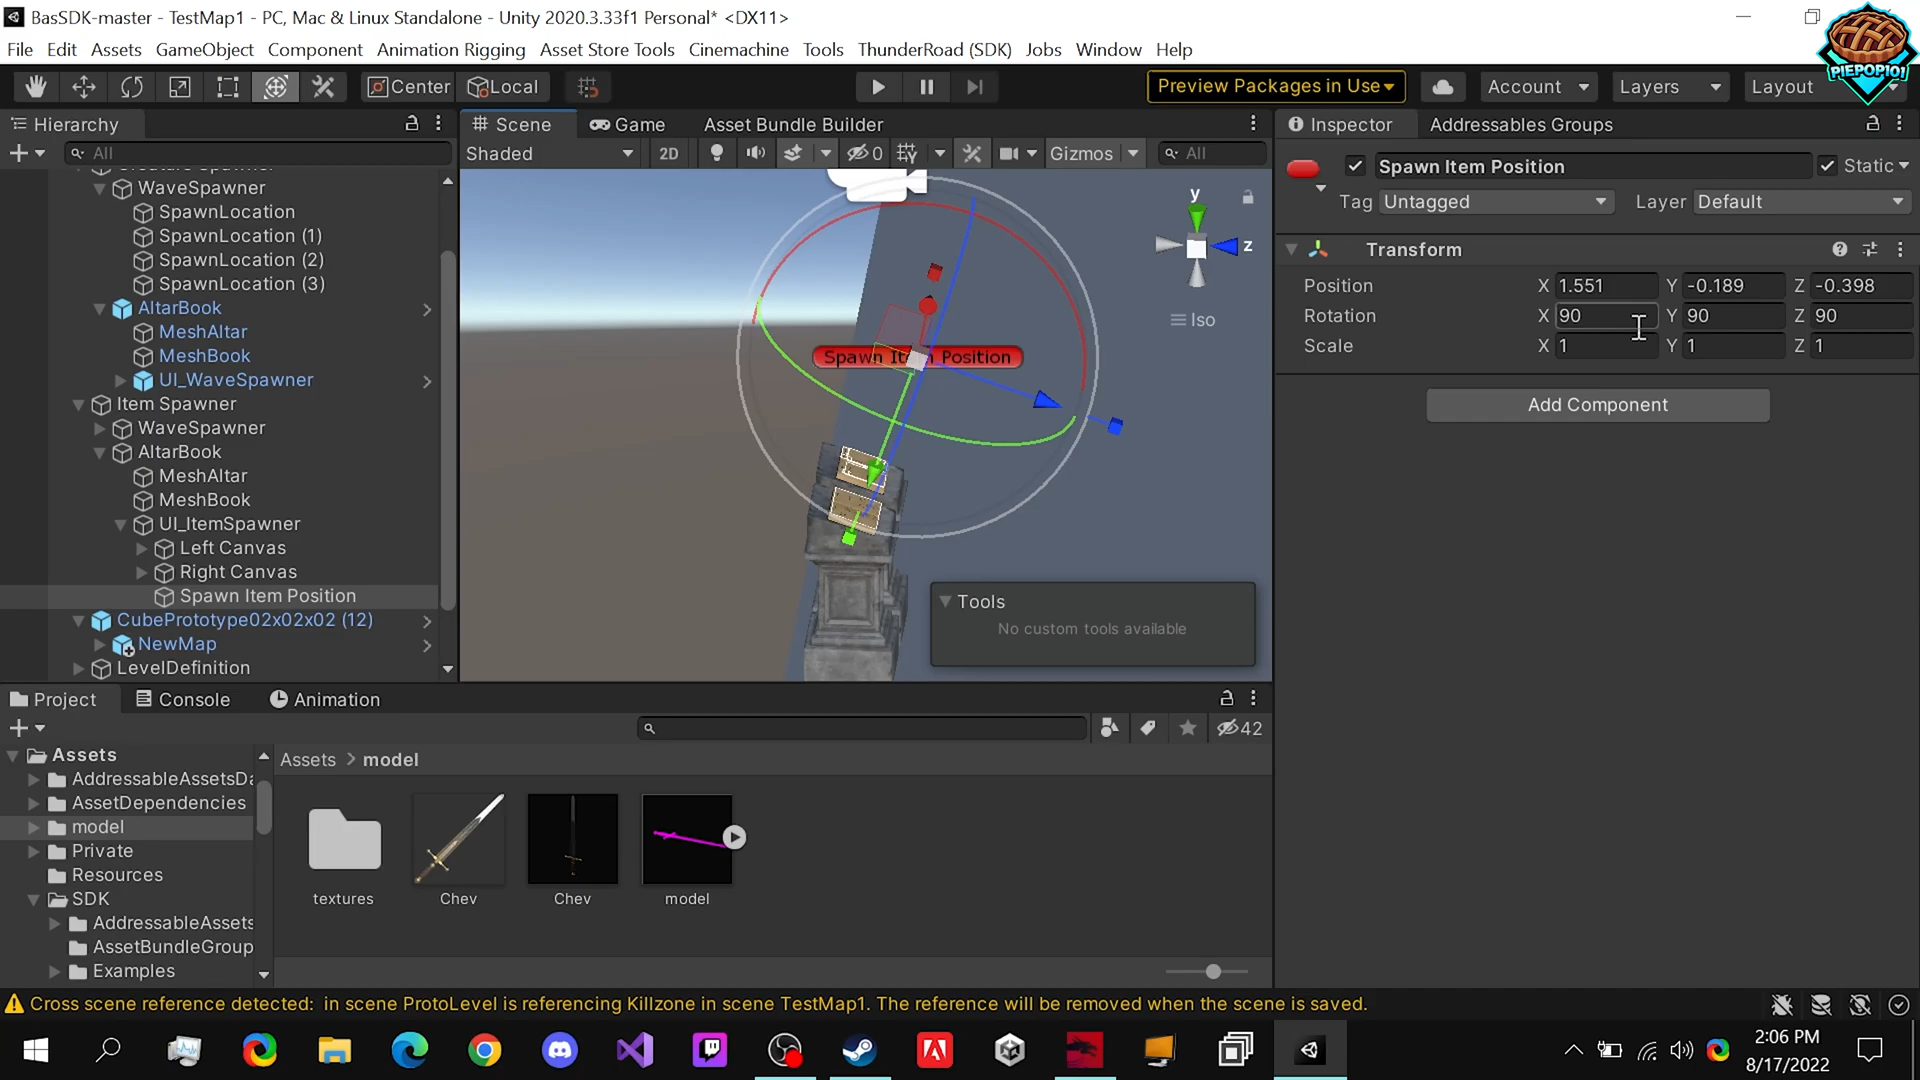 BasSDK-master - TestMap1 - PC, Mac & Linux Standalone - Unity 2020.3.33f1 Personal* <DX11>
PIEPOP101
File Edit Assets GameObject Component Animation Rigging Asset Store Tools Cinemachine Tools ThunderRoad (SDK) Jobs Window Help
Center Local Preview Packages in Use Account Layers Layout
Hierarchy
All
WaveSpawner
SpawnLocation
SpawnLocation (1)
SpawnLocation (2)
SpawnLocation (3)
AltarBook
MeshAltar
MeshBook
UI_WaveSpawner
Item Spawner
WaveSpawner
AltarBook
MeshAltar
MeshBook
UI_ItemSpawner
Left Canvas
Right Canvas
Spawn Item Position
CubePrototype02x02x02 (12)
NewMap
LevelDefinition
Scene Game Asset Bundle Builder
Shaded 2D 0 Gizmos All
y
z
Iso
Spawn Item Position
Tools
No custom tools available
Inspector Addressables Groups
Spawn Item Position Static
Tag Untagged Layer Default
Transform
Position X 1.551 Y -0.189 Z -0.398
Rotation X 90 Y 90 Z 90
Scale X 1 Y 1 Z 1
Add Component
Project Console Animation
42
Assets
AddressableAssetsDa
AssetDependencies
model
Private
Resources
SDK
AddressableAssets
AssetBundleGroup
Examples
Assets > model
textures Chev Chev model
Cross scene reference detected: in scene ProtoLevel is referencing Killzone in scene TestMap1. The reference will be removed when the scene is saved.
2:06 PM
8/17/2022